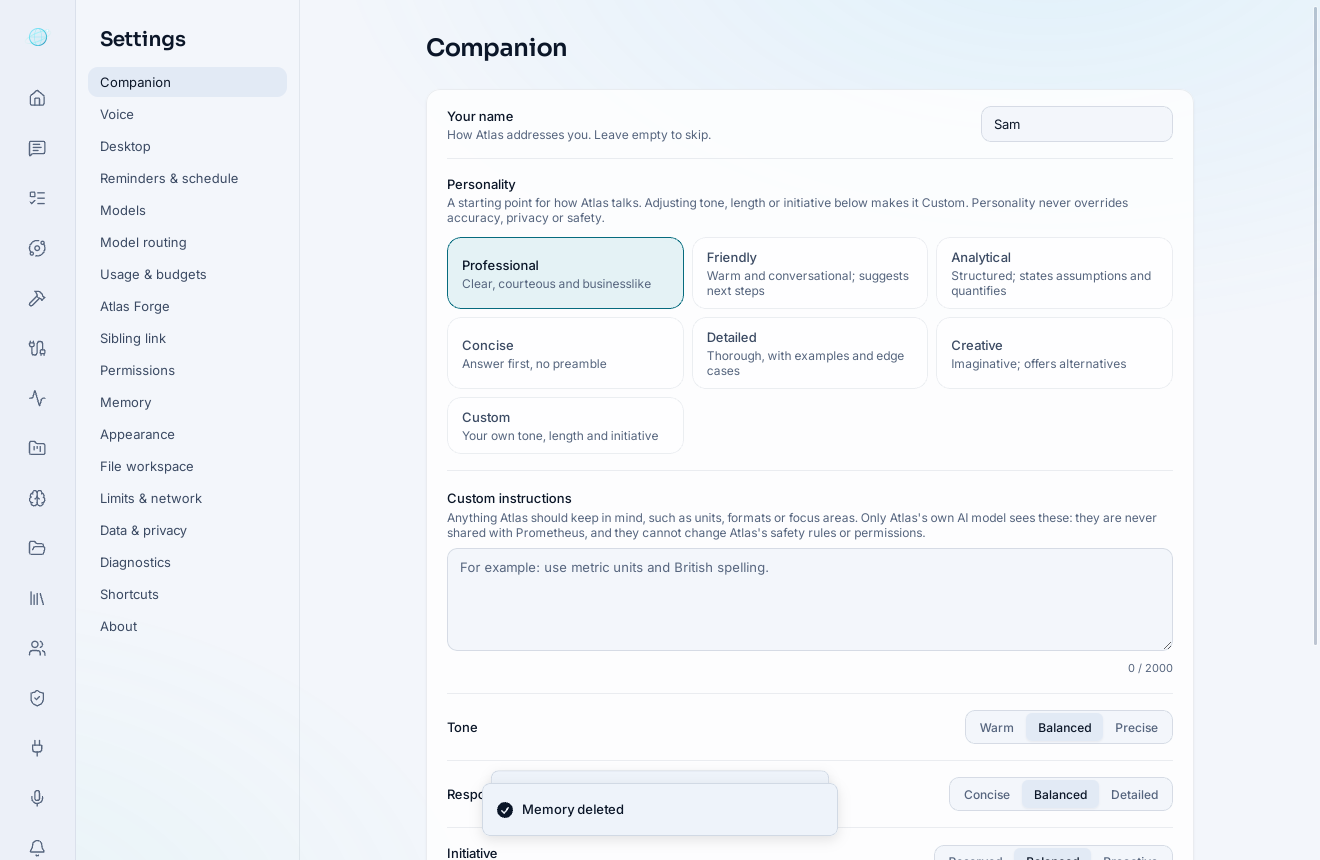 Settings
Companion
Voice
Desktop
Reminders & schedule
Models
Model routing
Usage & budgets
Atlas Forge
Sibling link
Permissions
Memory
Appearance
File workspace
Limits & network
Data & privacy
Diagnostics
Shortcuts
About
Companion
Your name
How Atlas addresses you. Leave empty to skip.
Sam
Personality
A starting point for how Atlas talks. Adjusting tone, length or initiative below makes it Custom. Personality never overrides
accuracy, privacy or safety.
Professional
Clear, courteous and businesslike
Friendly
Warm and conversational; suggests
next steps
Analytical
Structured; states assumptions and
quantifies
Concise
Answer first, no preamble
Detailed
Thorough, with examples and edge
cases
Creative
Imaginative; offers alternatives
Custom
Your own tone, length and initiative
Custom instructions
Anything Atlas should keep in mind, such as units, formats or focus areas. Only Atlas's own AI model sees these: they are never
shared with Prometheus, and they cannot change Atlas's safety rules or permissions.
For example: use metric units and British spelling.
0 / 2000
Tone
Warm Balanced Precise
Concise Balanced Detailed
Memory deleted
Initiative